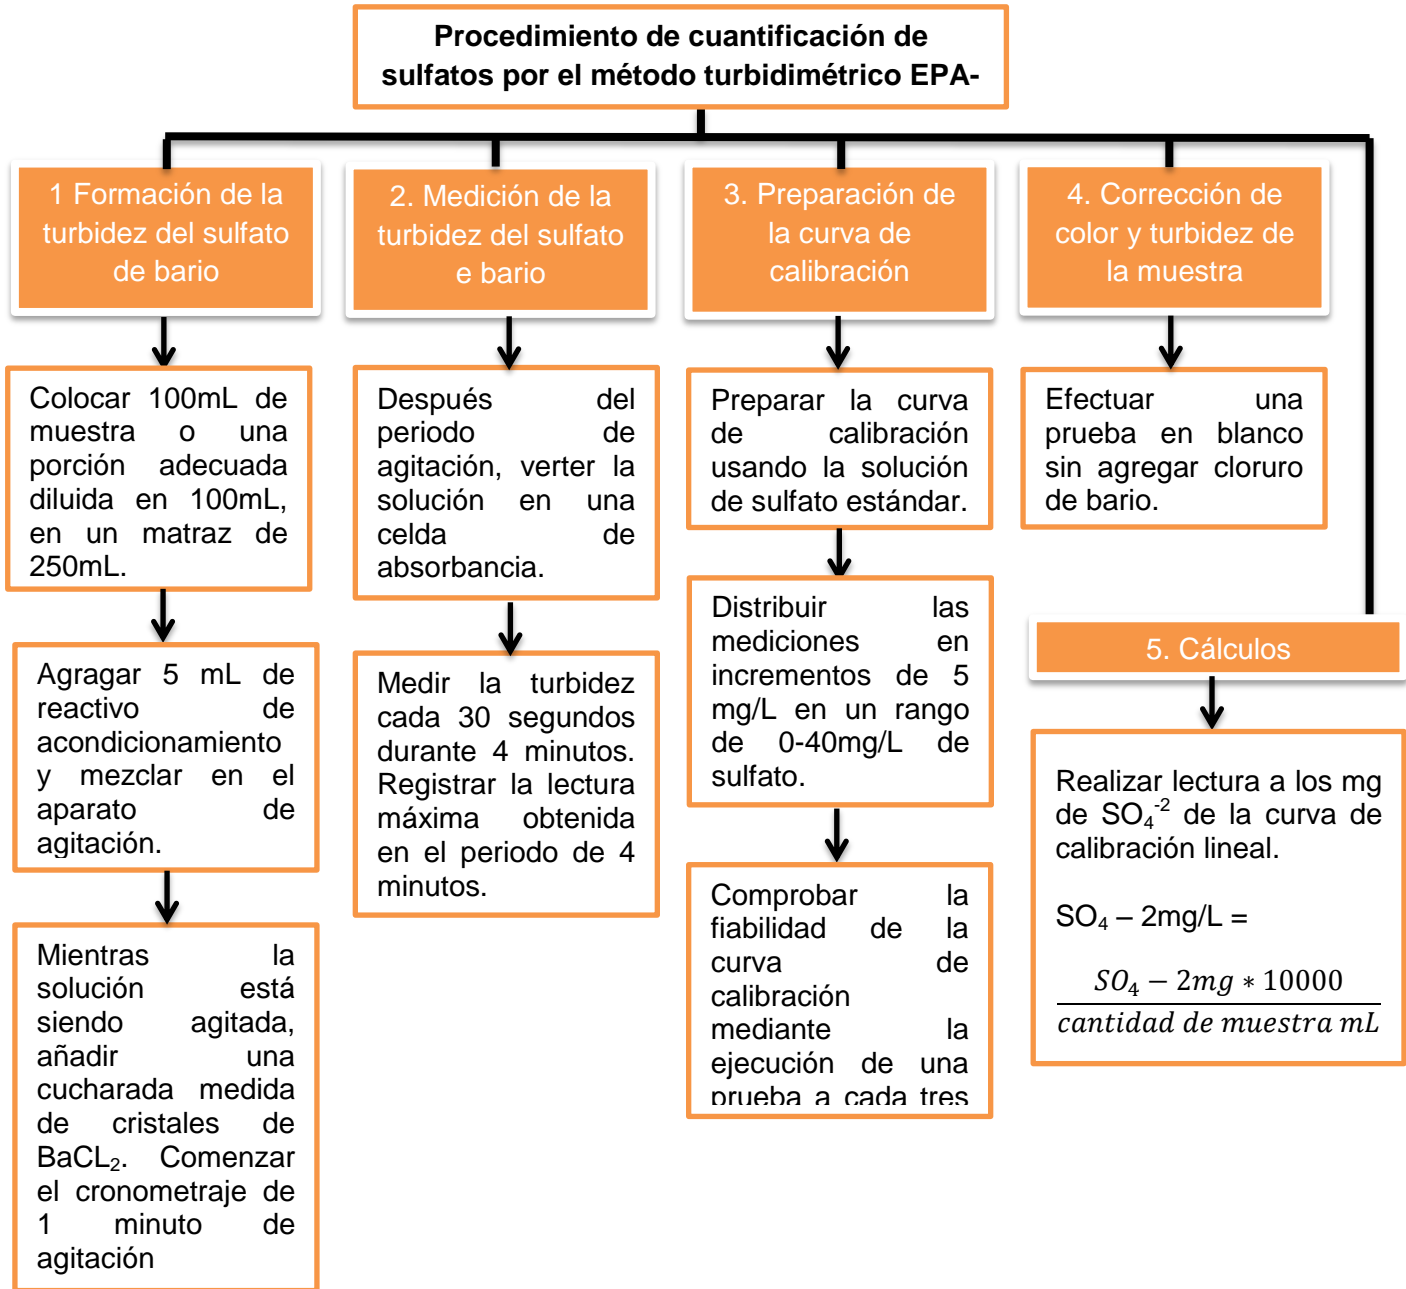 Procedimiento de cuantificación de
sulfatos por el método turbidimétrico EPA-
1 Formación de la
turbidez del sulfato
de bario
Colocar 100mL de
muestra o una
porción adecuada
diluida en 100mL,
en un matraz de
250mL.
Agragar 5 mL de
reactivo de
acondicionamiento
y mezclar en el
aparato de
agitación.
Mientras la
solución está
siendo agitada,
añadir una
cucharada medida
de cristales de
BaCL₂. Comenzar
el cronometraje de
1 minuto de
agitación
2. Medición de la
turbidez del sulfato
e bario
Después del
periodo de
agitación, verter la
solución en una
celda de
absorbancia.
Medir la turbidez
cada 30 segundos
durante 4 minutos.
Registrar la lectura
máxima obtenida
en el periodo de 4
minutos.
3. Preparación de
la curva de
calibración
Preparar la curva
de calibración
usando la solución
de sulfato estándar.
Distribuir las
mediciones en
incrementos de 5
mg/L en un rango
de 0-40mg/L de
sulfato.
Comprobar la
fiabilidad de la
curva de
calibración
mediante la
ejecución de una
prueba a cada tres
4. Corrección de
color y turbidez de
la muestra
Efectuar una
prueba en blanco
sin agregar cloruro
de bario.
5. Cálculos
Realizar lectura a los mg
de SO₄⁻² de la curva de
calibración lineal.
SO₄ – 2mg/L =
SO₄ − 2mg ∗ 10000
cantidad de muestra mL